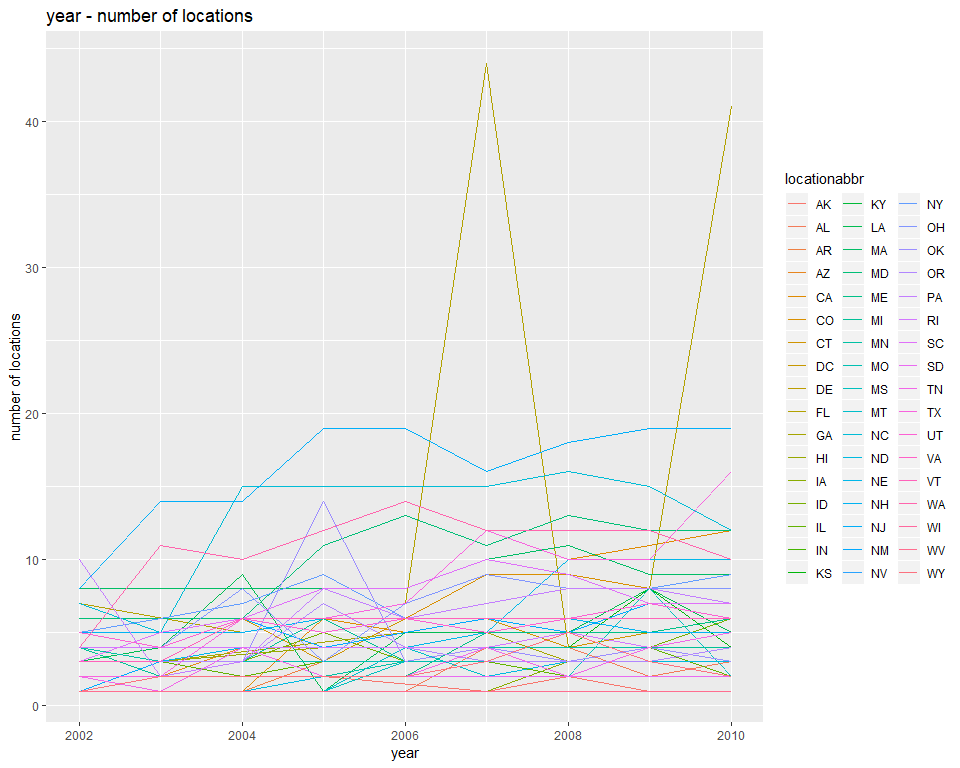 year - number of locations
number of locations
40
30
20
10
0
2002 2004 2006 2008 2010
year
locationabbr
AK KY NY
AL LA OH
AR MA OK
AZ MD OR
CA ME PA
CO MI RI
CT MN SC
DC MO SD
DE MS TN
FL MT TX
GA NC UT
HI ND VA
IA NE VT
ID NH WA
IL NJ WI
IN NM WV
KS NV WY